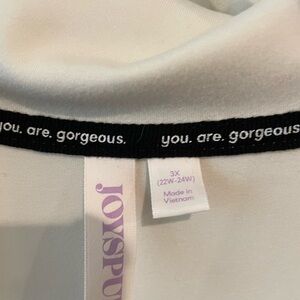 you. are. gorgeous. you. are. gorgeous
3X
(22W-24W)
Made in
Vietnam
JOYSPU